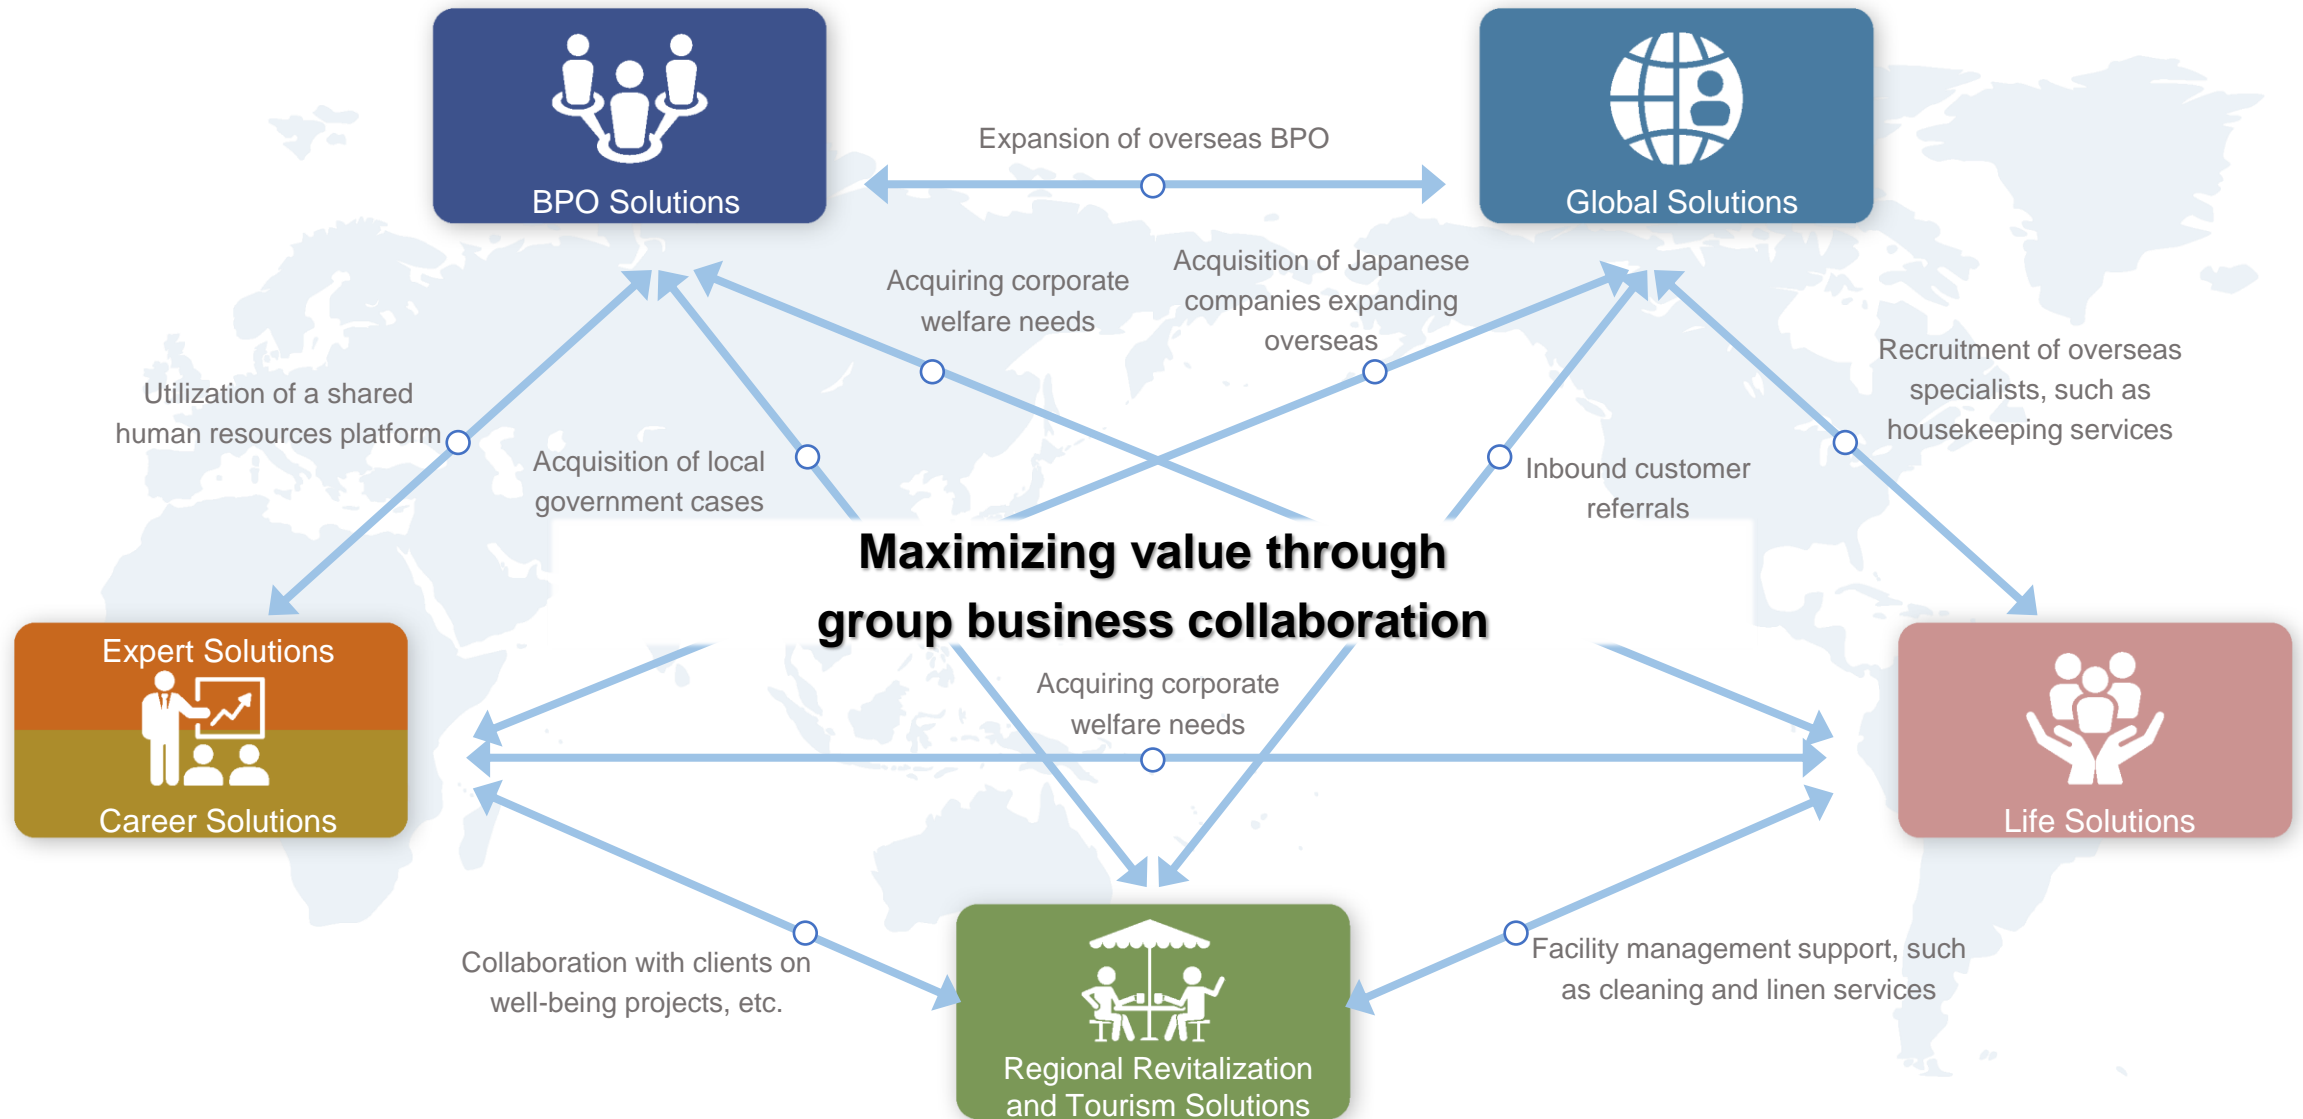 BPO Solutions
Global Solutions
Expansion of overseas BPO
Acquiring corporate
welfare needs
Acquisition of Japanese
companies expanding
overseas
Recruitment of overseas
specialists, such as
housekeeping services
Utilization of a shared
human resources platform
Acquisition of local
government cases
Inbound customer
referrals
Maximizing value through
group business collaboration
Expert Solutions
Career Solutions
Acquiring corporate
welfare needs
Life Solutions
Collaboration with clients on
well-being projects, etc.
Facility management support, such
as cleaning and linen services
Regional Revitalization
and Tourism Solutions